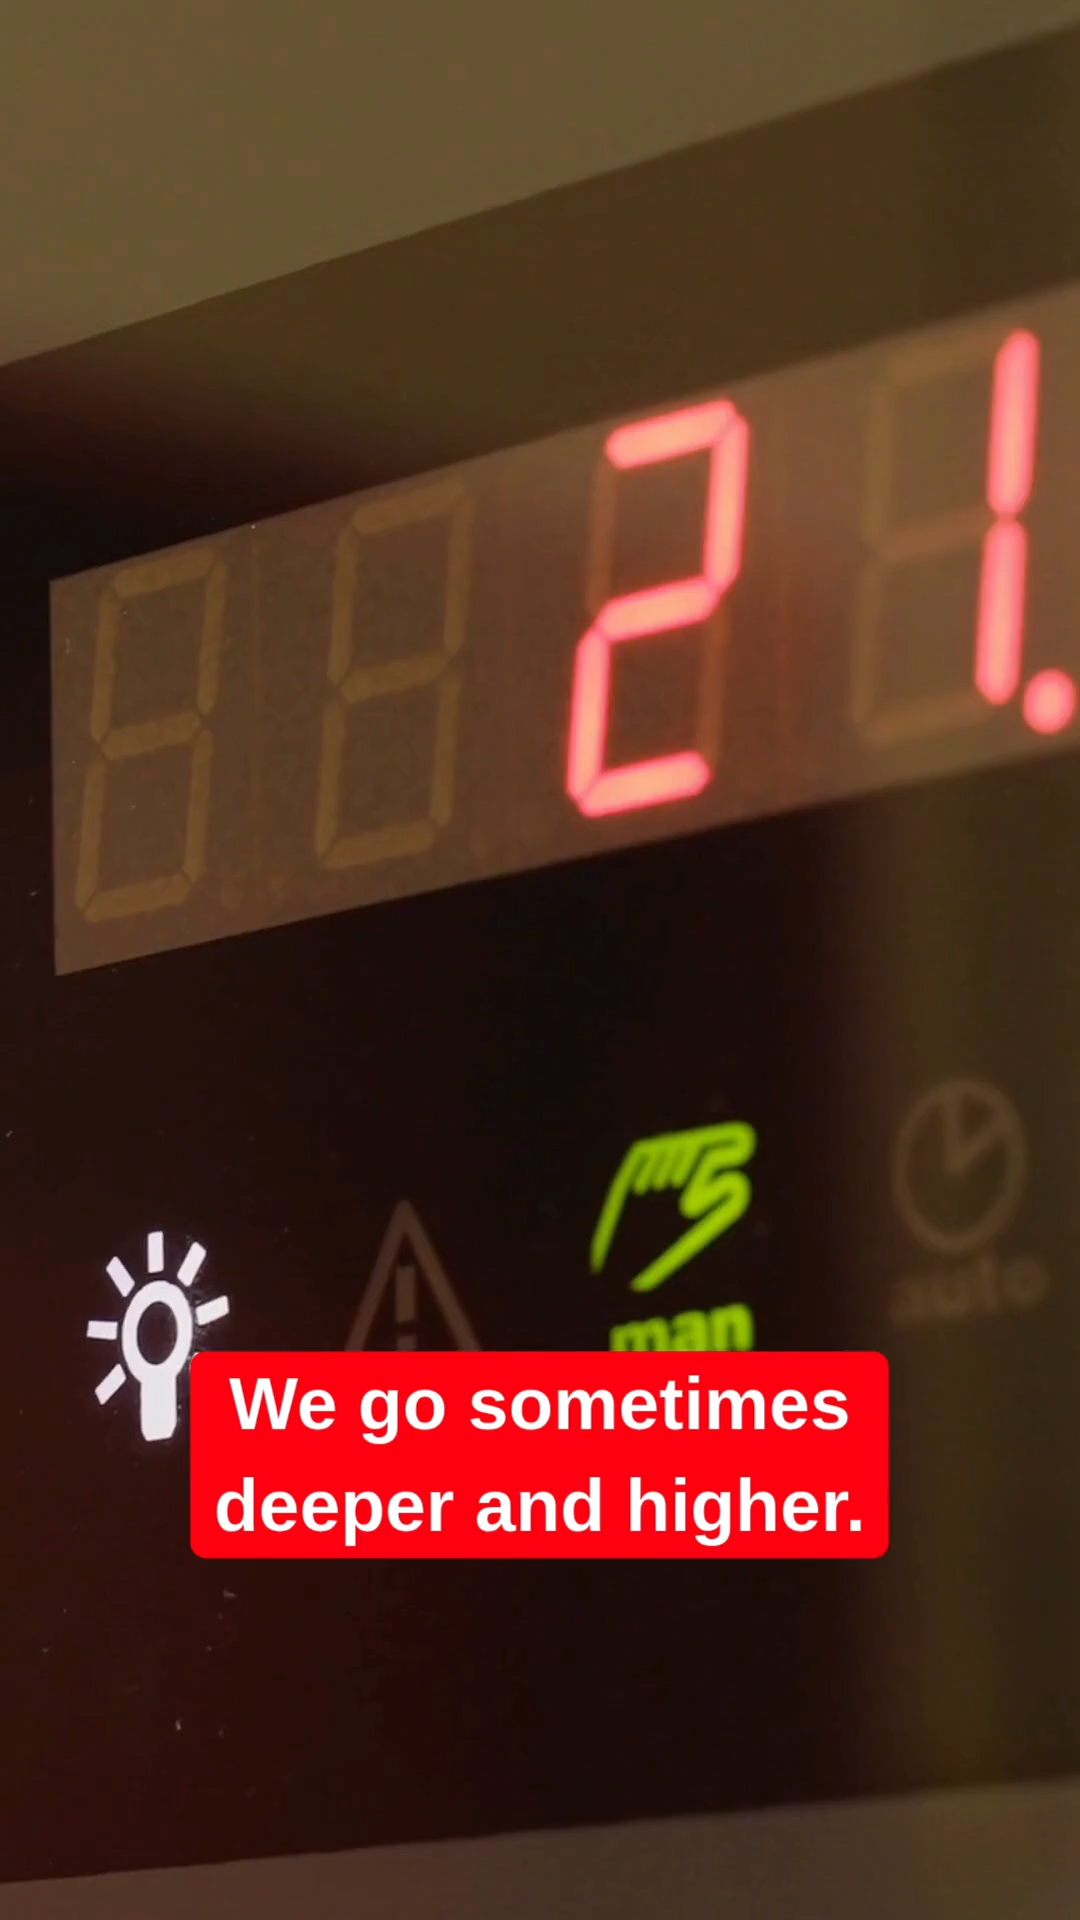 21.
man
auto
We go sometimes
deeper and higher.